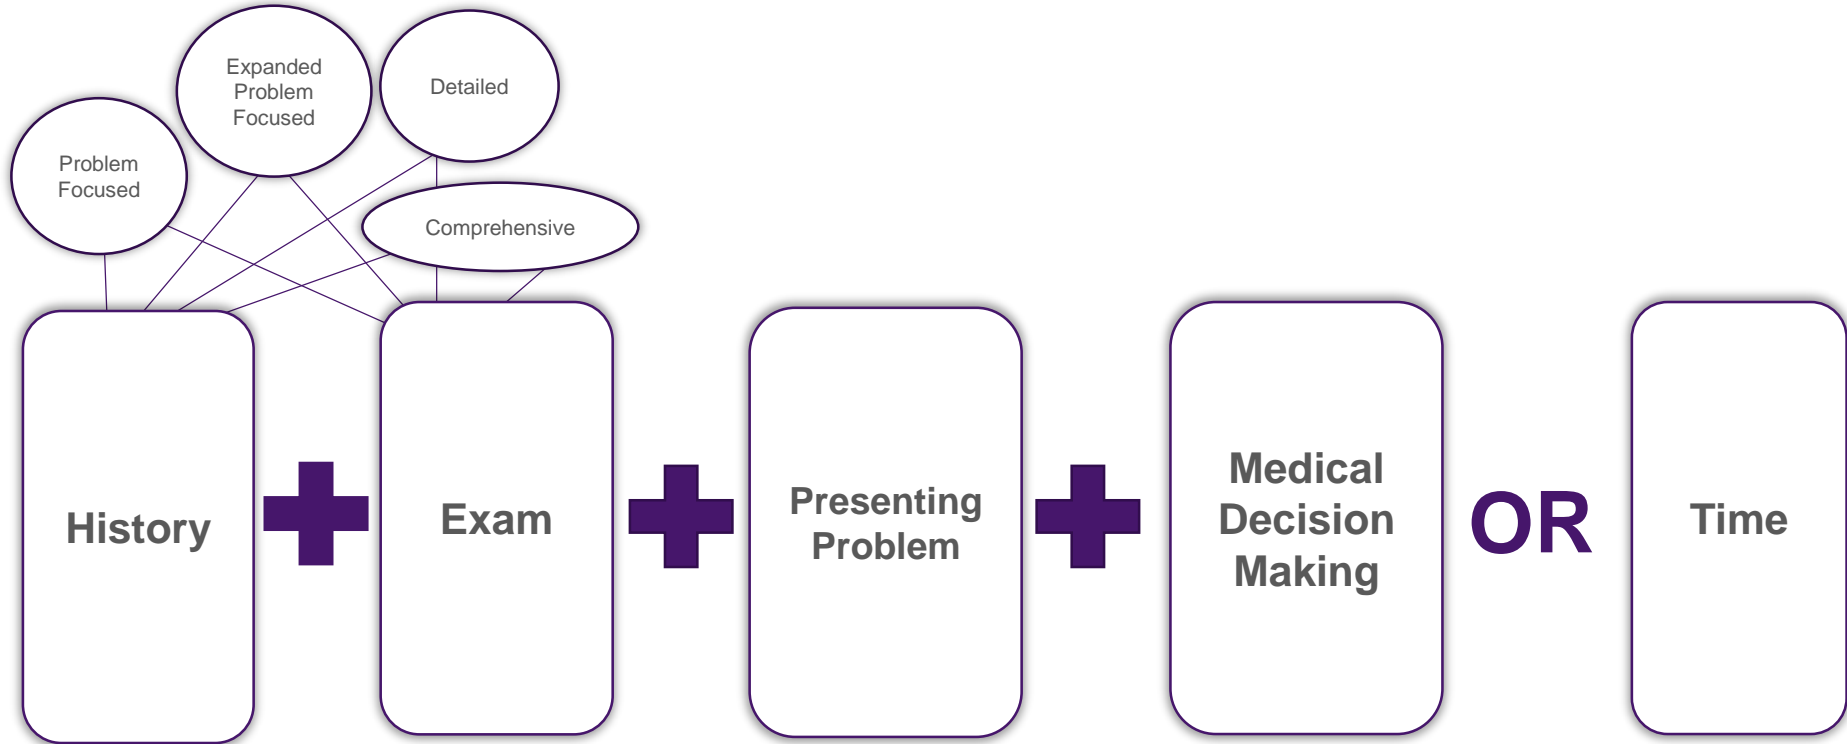 Expanded
Problem
Focused
Detailed
Problem
Focused
Comprehensive
History
Exam
Presenting
Problem
Medical
Decision
Making
OR
Time